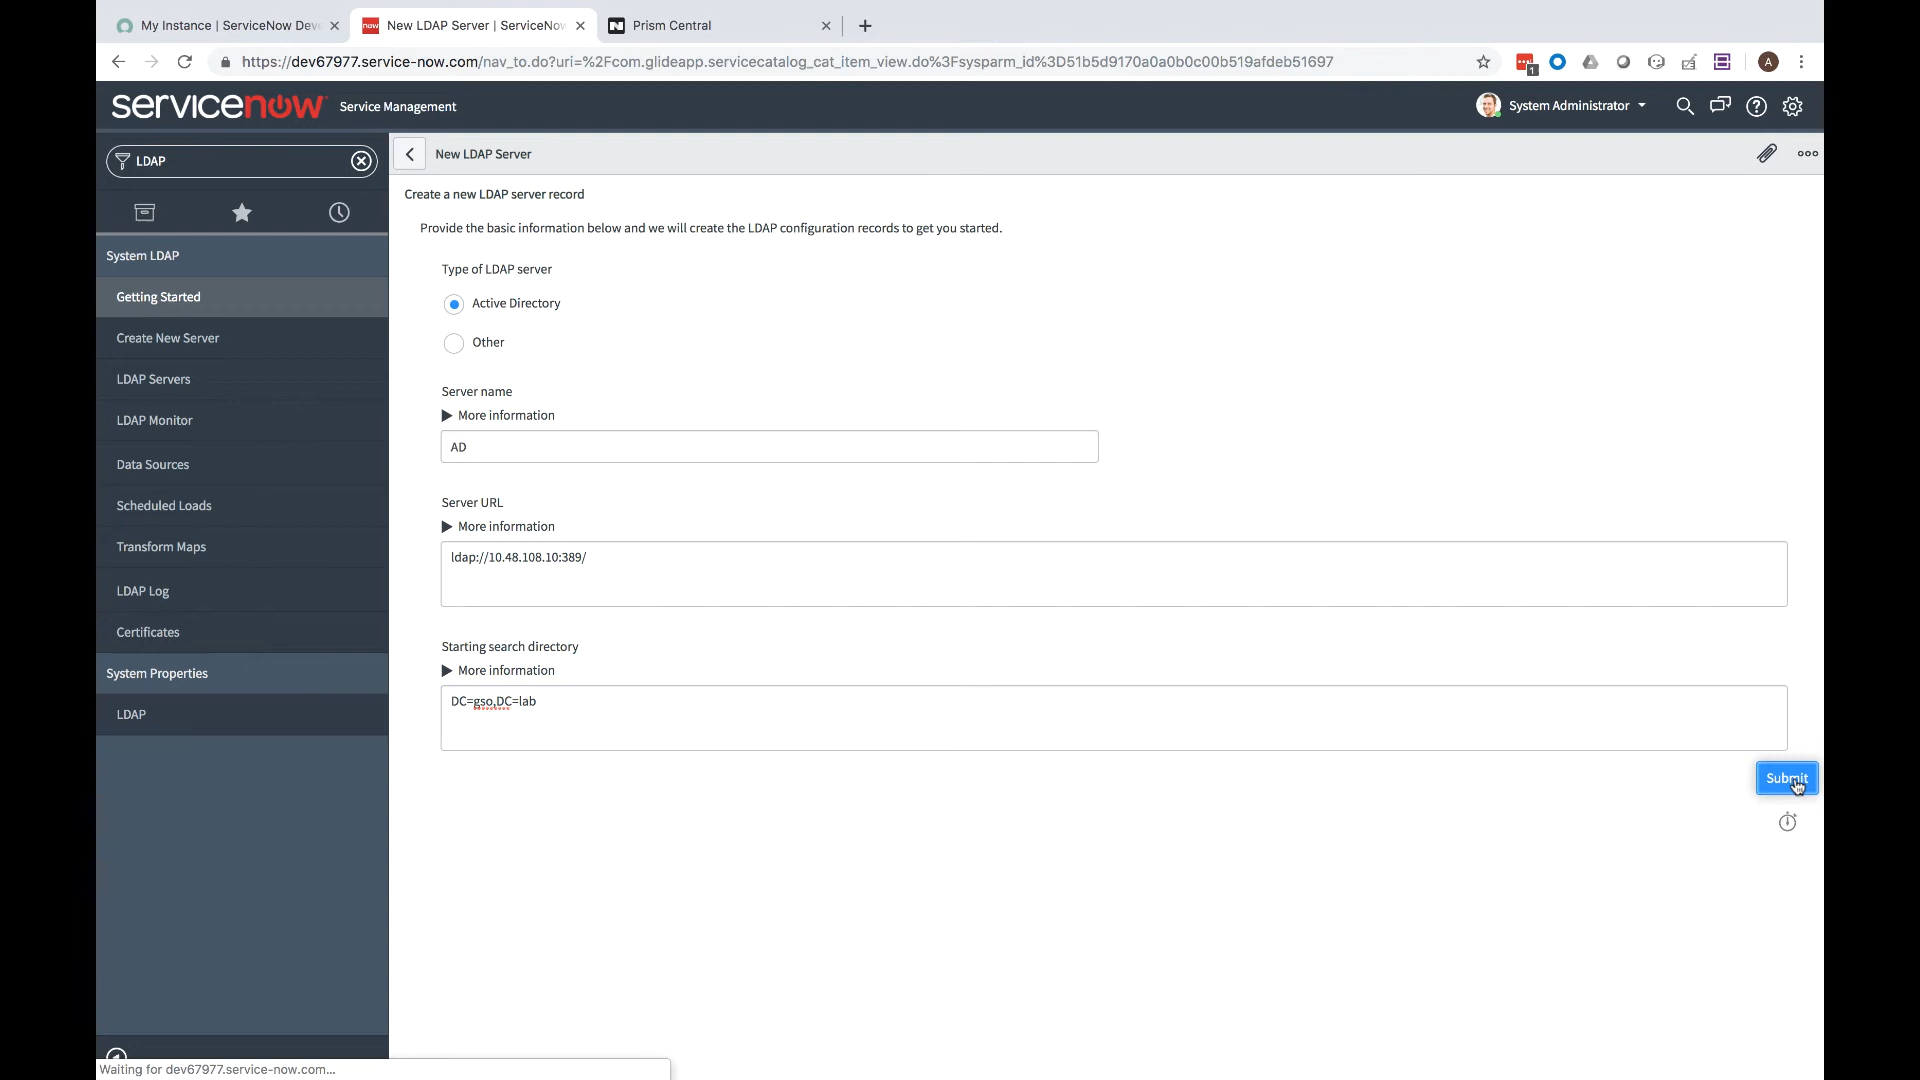 My Instance | ServiceNow Deve
New LDAP Server | ServiceNow
Prism Central
https://dev67977.service-now.com/nav_to.do?uri=%2Fcom.glideapp.servicecatalog_cat_item_view.do%3Fsysparm_id%3D51b5d9170a0a0b0c00b519afdeb51697
1
A
servicenow Service Management
System Administrator
LDAP
New LDAP Server
Create a new LDAP server record
Provide the basic information below and we will create the LDAP configuration records to get you started.
System LDAP
Getting Started
Create New Server
LDAP Servers
LDAP Monitor
Data Sources
Scheduled Loads
Transform Maps
LDAP Log
Certificates
System Properties
LDAP
Type of LDAP server
Active Directory
Other
Server name
More information
AD
Server URL
More information
ldap://10.48.108.10:389/
Starting search directory
More information
DC=gso,DC=lab
Submit
Waiting for dev67977.service-now.com...